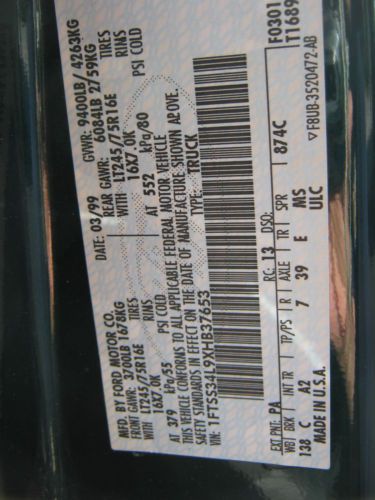 MFD. BY FORD MOTOR CO.
DATE: 03/99 GVWR: 9400LB/ 4263KG
FRONT GAWR: 3700LB 1678KG REAR GAWR: 6084LB 2759KG
WITH LT245/75R16E TIRES WITH LT245/75R16E TIRES
16X7.0K RINS 16X7.0K RINS
AT 379 kPa/55 PSI COLD AT 552 kPa/80 PSI COLD
THIS VEHICLE CONFORMS TO ALL APPLICABLE FEDERAL MOTOR VEHICLE
SAFETY STANDARDS IN EFFECT ON THE DATE OF MANUFACTURE SHOWN ABOVE.
VIN: 1FTSS34L9XHB37653 TYPE: TRUCK
F0301
T1689
EXT PNT: PA RC: 13 DSO: 874C
WB BRK INT TR TP/PS R AXLE TR SPR
138 C A2 7 39 E MS
ULC
MADE IN U.S.A. F8UB-3520472-AB